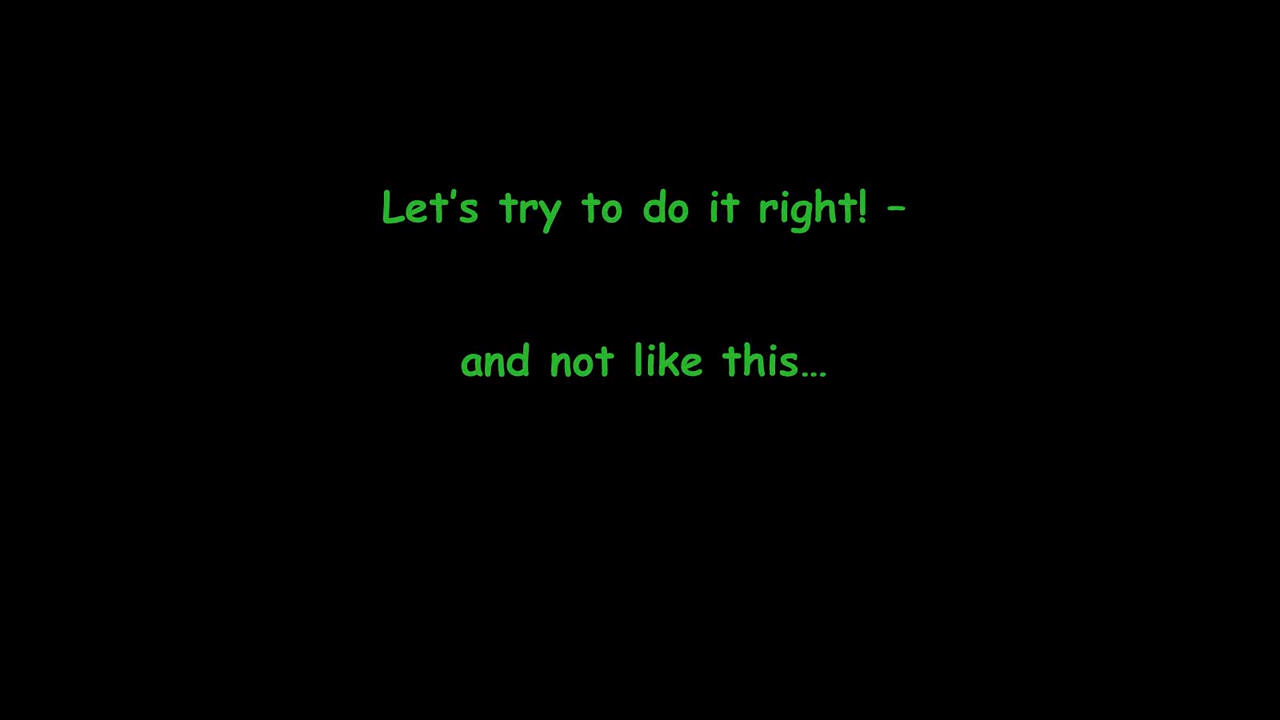 Let’s try to do it right! –
and not like this…